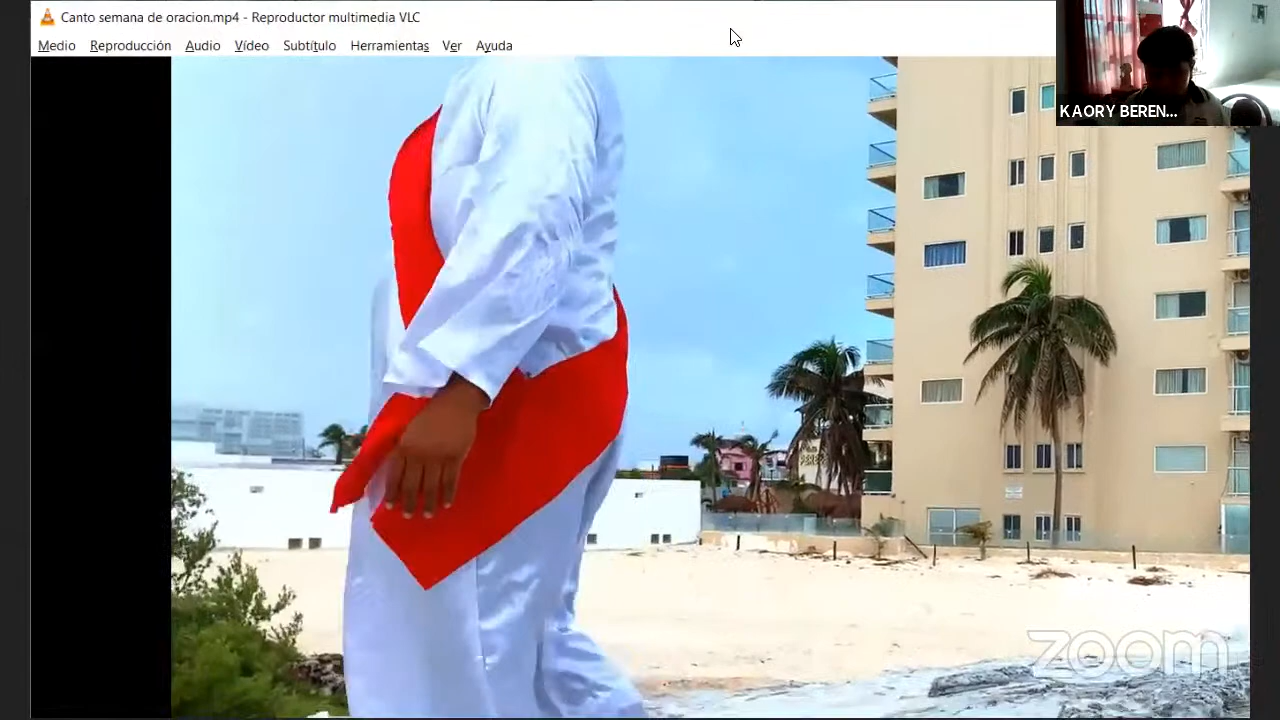 Canto semana de oracion.mp4 - Reproductor multimedia VLC
Medio Reproducción Audio Vídeo Subtítulo Herramientas Ver Ayuda
KAORY BEREN...
zoom